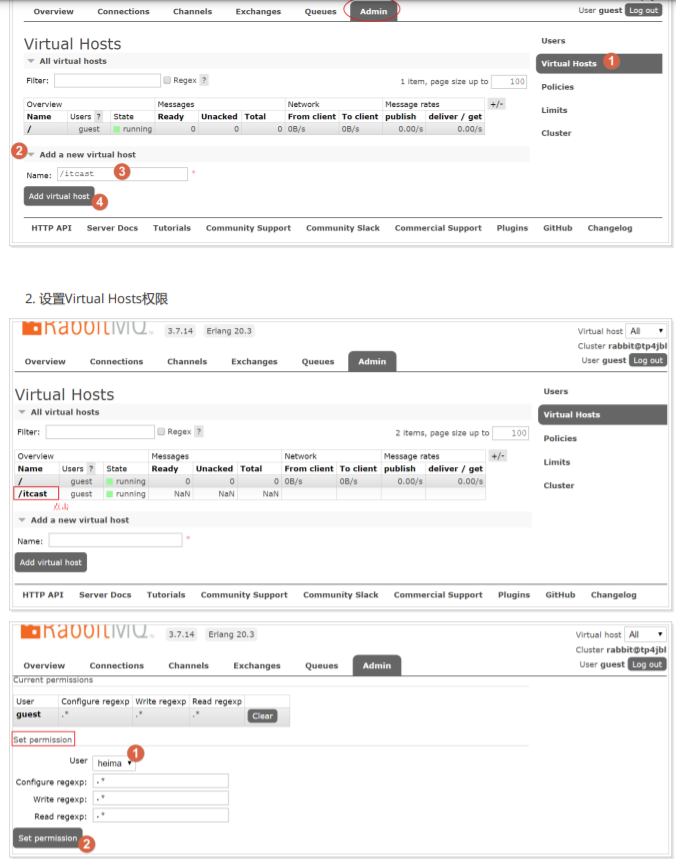 Overview Connections Channels Exchanges Queues Admin User guest Log out
Virtual Hosts
Users
All virtual hosts
Virtual Hosts 1
Filter: Regex ? 1 item, page size up to 100
Policies
Overview Messages Network Message rates +/-
Limits
Name Users ? State Ready Unacked Total From client To client publish deliver / get
/ guest running 0 0 0 0B/s 0B/s 0.00/s 0.00/s
Cluster
2 Add a new virtual host
Name: /itcast 3 *
Add virtual host 4
HTTP API Server Docs Tutorials Community Support Community Slack Commercial Support Plugins GitHub Changelog
2. 设置Virtual Hosts权限
RabbitMQ 3.7.14 Erlang 20.3 Virtual host All
Cluster rabbit@tp4jbl
Overview Connections Channels Exchanges Queues Admin User guest Log out
Virtual Hosts
Users
All virtual hosts
Virtual Hosts
Filter: Regex ? 2 items, page size up to 100
Policies
Overview Messages Network Message rates +/-
Limits
Name Users ? State Ready Unacked Total From client To client publish deliver / get
/ guest running 0 0 0 0B/s 0B/s 0.00/s 0.00/s
Cluster
/itcast guest running NaN NaN NaN
点击
Add a new virtual host
Name: *
Add virtual host
HTTP API Server Docs Tutorials Community Support Community Slack Commercial Support Plugins GitHub Changelog
RabbitMQ 3.7.14 Erlang 20.3 Virtual host All
Cluster rabbit@tp4jbl
Overview Connections Channels Exchanges Queues Admin User guest Log out
Current permissions
User Configure regexp Write regexp Read regexp
guest .* .* .* Clear
Set permission
User heima 1
Configure regexp: .*
Write regexp: .*
Read regexp: .*
Set permission 2